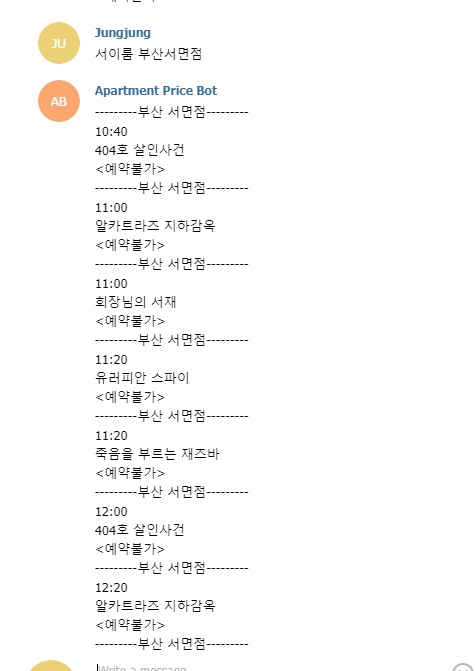 JU
Jungjung
서이룸 부산서면점
AB
Apartment Price Bot
---------부산 서면점---------
10:40
404호 살인사건
<예약불가>
---------부산 서면점---------
11:00
알카트라즈 지하감옥
<예약불가>
---------부산 서면점---------
11:00
회장님의 서재
<예약불가>
---------부산 서면점---------
11:20
유러피안 스파이
<예약불가>
---------부산 서면점---------
11:20
죽음을 부르는 재즈바
<예약불가>
---------부산 서면점---------
12:00
404호 살인사건
<예약불가>
---------부산 서면점---------
12:20
알카트라즈 지하감옥
<예약불가>
---------부산 서면점---------
Write a message